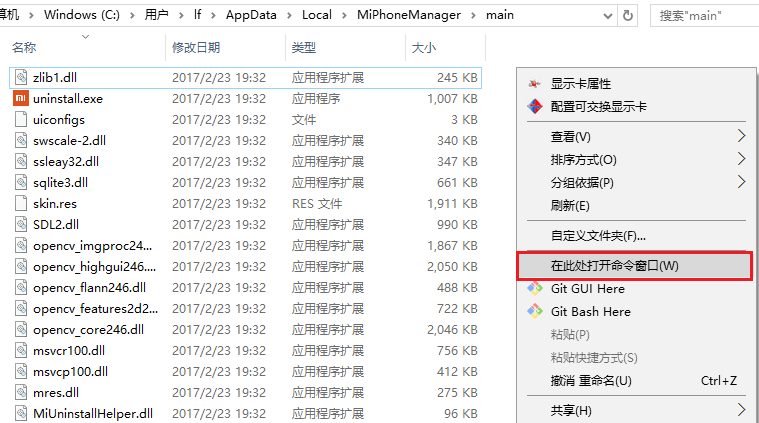 算机 › Windows (C:) › 用户 › lf › AppData › Local › MiPhoneManager › main
搜索"main"
名称 修改日期 类型 大小
zlib1.dll 2017/2/23 19:32 应用程序扩展 245 KB
uninstall.exe 2017/2/23 19:32 应用程序 1,007 KB
uiconfigs 2017/2/23 19:32 文件 3 KB
swscale-2.dll 2017/2/23 19:32 应用程序扩展 340 KB
ssleay32.dll 2017/2/23 19:32 应用程序扩展 347 KB
sqlite3.dll 2017/2/23 19:32 应用程序扩展 661 KB
skin.res 2017/2/23 19:32 RES 文件 1,911 KB
SDL2.dll 2017/2/23 19:32 应用程序扩展 990 KB
opencv_imgproc24... 2017/2/23 19:32 应用程序扩展 1,867 KB
opencv_highgui246.... 2017/2/23 19:32 应用程序扩展 2,050 KB
opencv_flann246.dll 2017/2/23 19:32 应用程序扩展 488 KB
opencv_features2d2... 2017/2/23 19:32 应用程序扩展 722 KB
opencv_core246.dll 2017/2/23 19:32 应用程序扩展 2,046 KB
msvcr100.dll 2017/2/23 19:32 应用程序扩展 756 KB
msvcp100.dll 2017/2/23 19:32 应用程序扩展 412 KB
mres.dll 2017/2/23 19:32 应用程序扩展 275 KB
MiUninstallHelper.dll 2017/2/23 19:32 应用程序扩展 96 KB
显示卡属性
配置可交换显示卡
查看(V)
排序方式(O)
分组依据(P)
刷新(E)
自定义文件夹(F)...
在此处打开命令窗口(W)
Git GUI Here
Git Bash Here
粘贴(P)
粘贴快捷方式(S)
撤消 重命名(U) Ctrl+Z
共享(H)